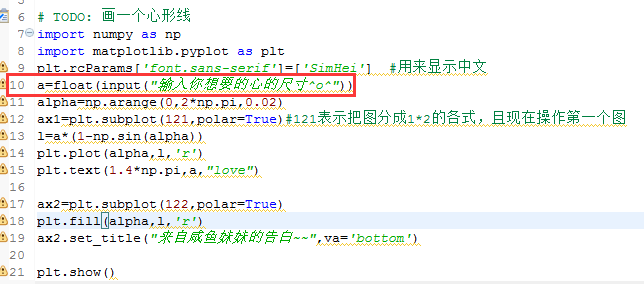 6 # TODO: 画一个心形线
7 import numpy as np
8 import matplotlib.pyplot as plt
9 plt.rcParams['font.sans-serif']=['SimHei'] #用来显示中文
10 a=float(input("输入你想要的心的尺寸^o^"))
11 alpha=np.arange(0,2*np.pi,0.02)
12 ax1=plt.subplot(121,polar=True)#121表示把图分成1*2的各式，且现在操作第一个图
13 l=a*(1-np.sin(alpha))
14 plt.plot(alpha,l,'r')
15 plt.text(1.4*np.pi,a,"love")
16
17 ax2=plt.subplot(122,polar=True)
18 plt.fill(alpha,l,'r')
19 ax2.set_title("来自咸鱼妹妹的告白~~",va='bottom')
20
21 plt.show()